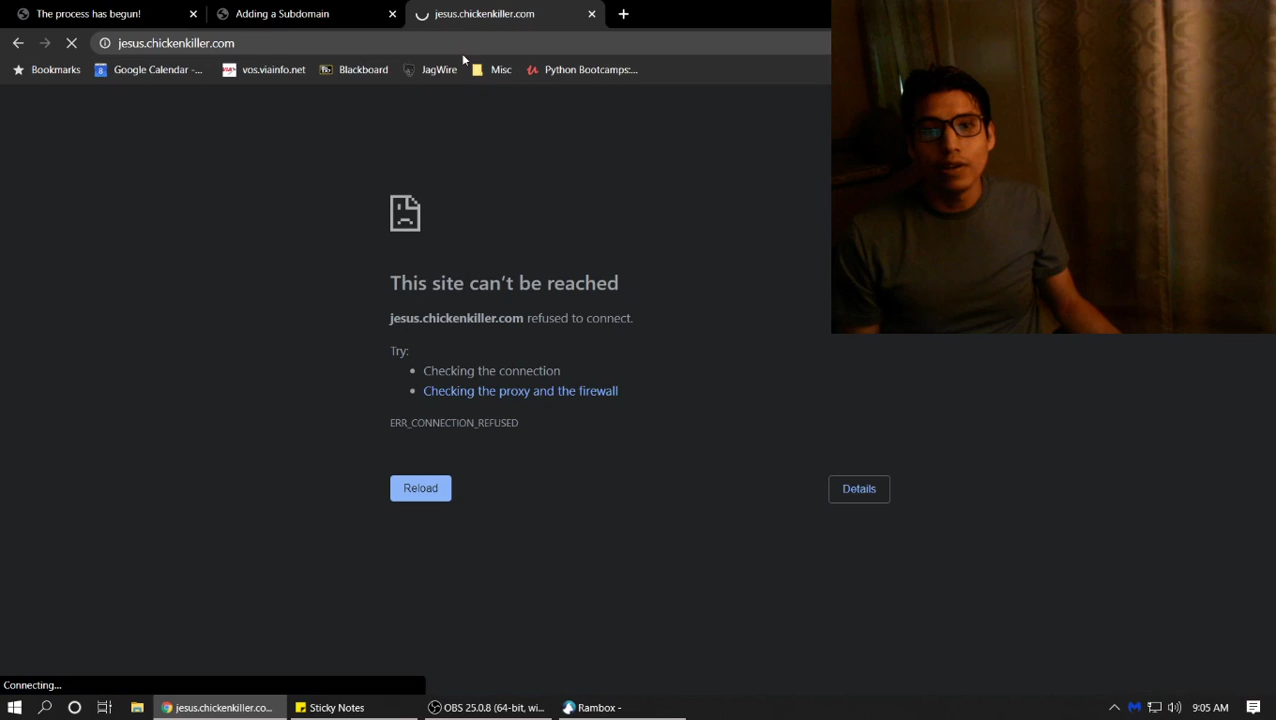 The process has begun!
Adding a Subdomain
jesus.chickenkiller.com
jesus.chickenkiller.com
Bookmarks
8
Google Calendar -...
vos.viainfo.net
Blackboard
JagWire
Misc
Python Bootcamps:...
This site can't be reached
jesus.chickenkiller.com refused to connect.
Try:
• Checking the connection
• Checking the proxy and the firewall
ERR_CONNECTION_REFUSED
Reload
Details
Connecting...
jesus.chickenkiller.co...
Sticky Notes
OBS 25.0.8 (64-bit, wi...
Rambox -
9:05 AM